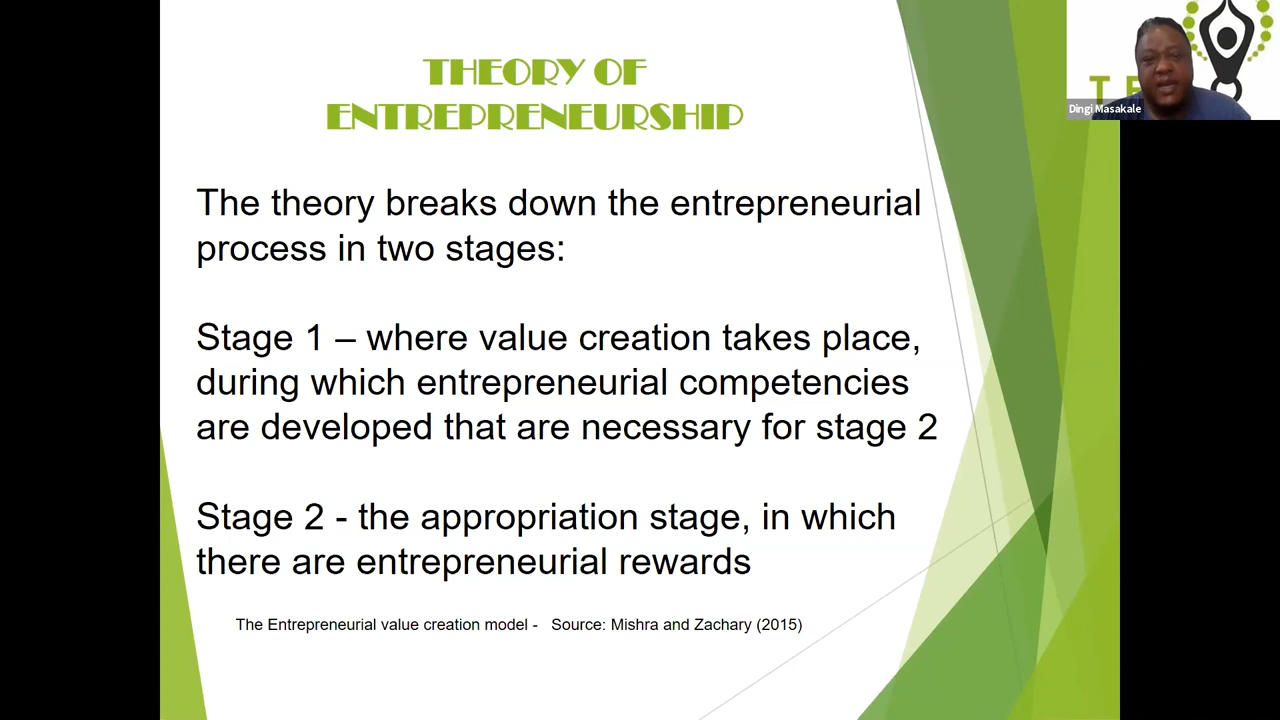 THEORY OF
ENTREPRENEURSHIP
The theory breaks down the entrepreneurial
process in two stages:
Stage 1 – where value creation takes place,
during which entrepreneurial competencies
are developed that are necessary for stage 2
Stage 2 - the appropriation stage, in which
there are entrepreneurial rewards
The Entrepreneurial value creation model - Source: Mishra and Zachary (2015)
Dingi Masakale